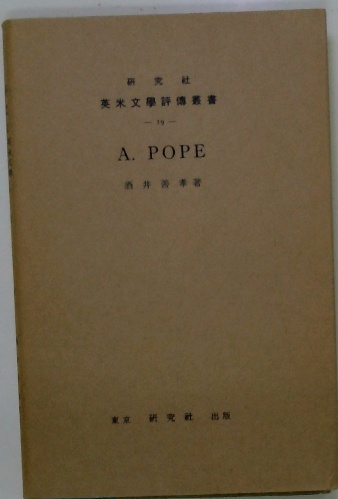 研究社
英米文學評傳叢書
— 19 —
A. POPE
酒井善孝著
東京 研究社 出版